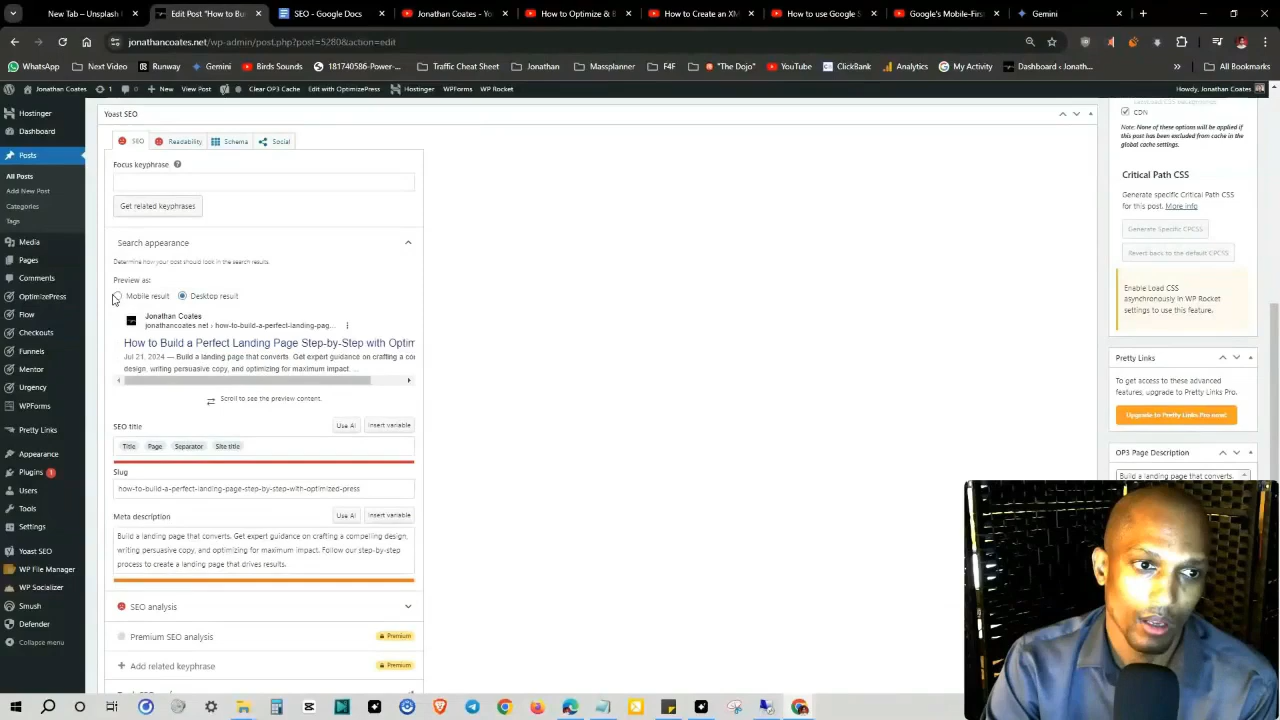 New Tab – Unsplash
Edit Post "How to Bu
SEO - Google Docs
Jonathan Coates - Yo
How to Optimize & B
How to Create an XM
How to use Google S
Google's Mobile-Firs
Gemini
jonathancoates.net/wp-admin/post.php?post=5280&action=edit
WhatsApp
Next Video
Runway
Gemini
Birds Sounds
181740586-Power-...
Traffic Cheat Sheet
Jonathan
Massplanner
F4F
"The Dojo"
YouTube
ClickBank
Analytics
My Activity
Dashboard ‹ Jonath...
All Bookmarks
Jonathan Coates
1
0
New
View Post
Clear OP3 Cache
Edit with OptimizePress
Hostinger
WPForms
WP Rocket
Howdy, Jonathan Coates
Hostinger
Dashboard
Posts
All Posts
Add New Post
Categories
Tags
Media
Pages
Comments
OptimizePress
Flow
Checkouts
Funnels
Mentor
Urgency
WPForms
Pretty Links
Appearance
Plugins 1
Users
Tools
Settings
Yoast SEO
WP File Manager
WP Socializer
Smush
Defender
Collapse menu
Yoast SEO
SEO
Readability
Schema
Social
Focus keyphrase
Get related keyphrases
Search appearance
Determine how your post should look in the search results.
Preview as:
Mobile result
Desktop result
Jonathan Coates
jonathancoates.net › how-to-build-a-perfect-landing-pag...
How to Build a Perfect Landing Page Step-by-Step with Optim
Jul 21, 2024 — Build a landing page that converts. Get expert guidance on crafting a co
design, writing persuasive copy, and optimizing for maximum impact. ...
Scroll to see the preview content.
SEO title
Use AI
Insert variable
Title
Page
Separator
Site title
Slug
how-to-build-a-perfect-landing-page-step-by-step-with-optimized-press
Meta description
Use AI
Insert variable
Build a landing page that converts. Get expert guidance on crafting a compelling design,
writing persuasive copy, and optimizing for maximum impact. Follow our step-by-step
process to create a landing page that drives results.
SEO analysis
Premium SEO analysis
Premium
Add related keyphrase
Premium
CDN
Note: None of these options will be applied if
this post has been excluded from cache in the
global cache settings.
Critical Path CSS
Generate specific Critical Path CSS
for this post. More info
Generate Specific CPCSS
Revert back to the default CPCSS
Enable Load CSS
asynchronously in WP Rocket
settings to use this feature.
Pretty Links
To get access to these advanced
features, upgrade to Pretty Links Pro.
Upgrade to Pretty Links Pro now!
OP3 Page Description
Build a landing page that converts.